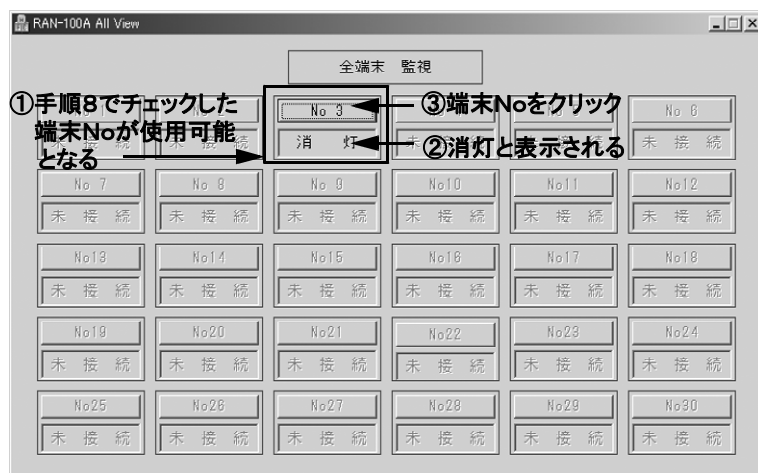 RAN-100A All View
全端末 監視
①手順8でチェックした
端末Noが使用可能
となる
③端末Noをクリック
②消灯と表示される
No 3
No 6
消 灯
未 接 続
No 7 No 8 No 9 No10 No11 No12
未 接 続 未 接 続 未 接 続 未 接 続 未 接 続 未 接 続
No13 No14 No15 No16 No17 No18
未 接 続 未 接 続 未 接 続 未 接 続 未 接 続 未 接 続
No19 No20 No21 No22 No23 No24
未 接 続 未 接 続 未 接 続 未 接 続 未 接 続 未 接 続
No25 No26 No27 No28 No29 No30
未 接 続 未 接 続 未 接 続 未 接 続 未 接 続 未 接 続